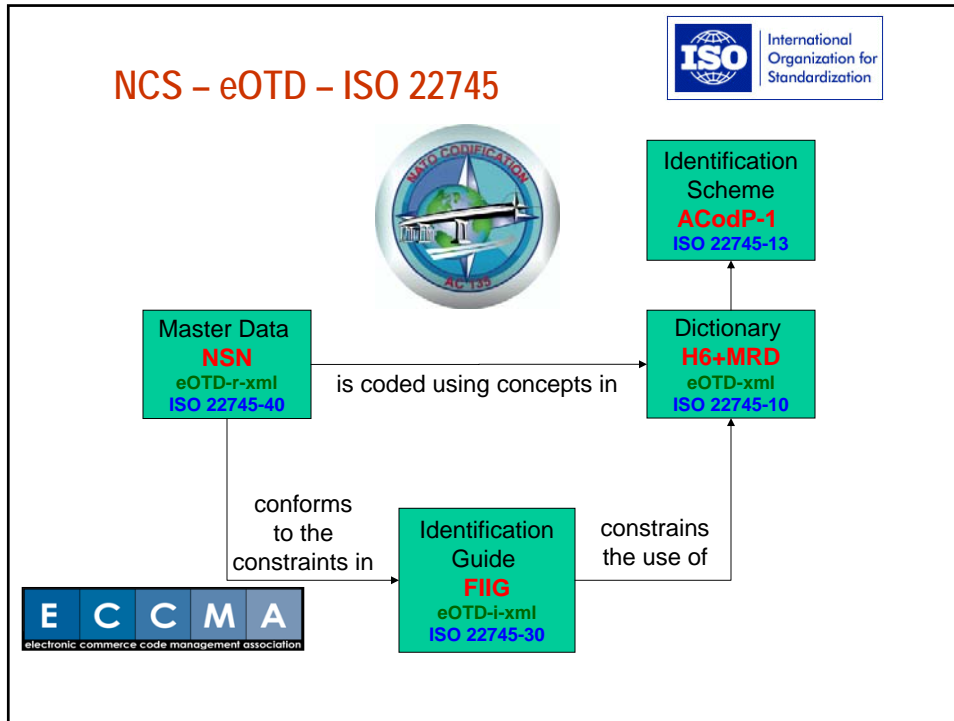 NCS – eOTD – ISO 22745
ISO
International
Organization for
Standardization
NATO CODIFICATION
AC 135
Identification
Scheme
ACodP-1
ISO 22745-13
Master Data
NSN
eOTD-r-xml
ISO 22745-40
is coded using concepts in
Dictionary
H6+MRD
eOTD-xml
ISO 22745-10
conforms
to the
constraints in
Identification
Guide
FIIG
eOTD-i-xml
ISO 22745-30
constrains
the use of
E C C M A
electronic commerce code management association